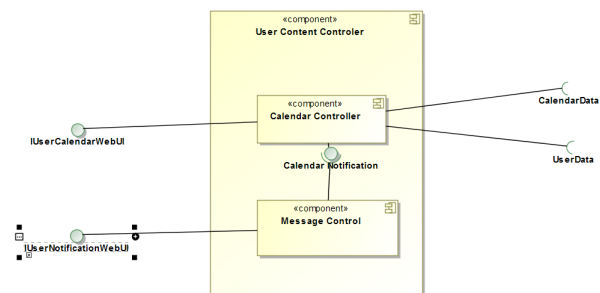 «component»
User Content Controler
«component»
Calendar Controller
CalendarData
IUserCalendarWebUI
UserData
Calendar Notification
«component»
Message Control
IUserNotificationWebUI